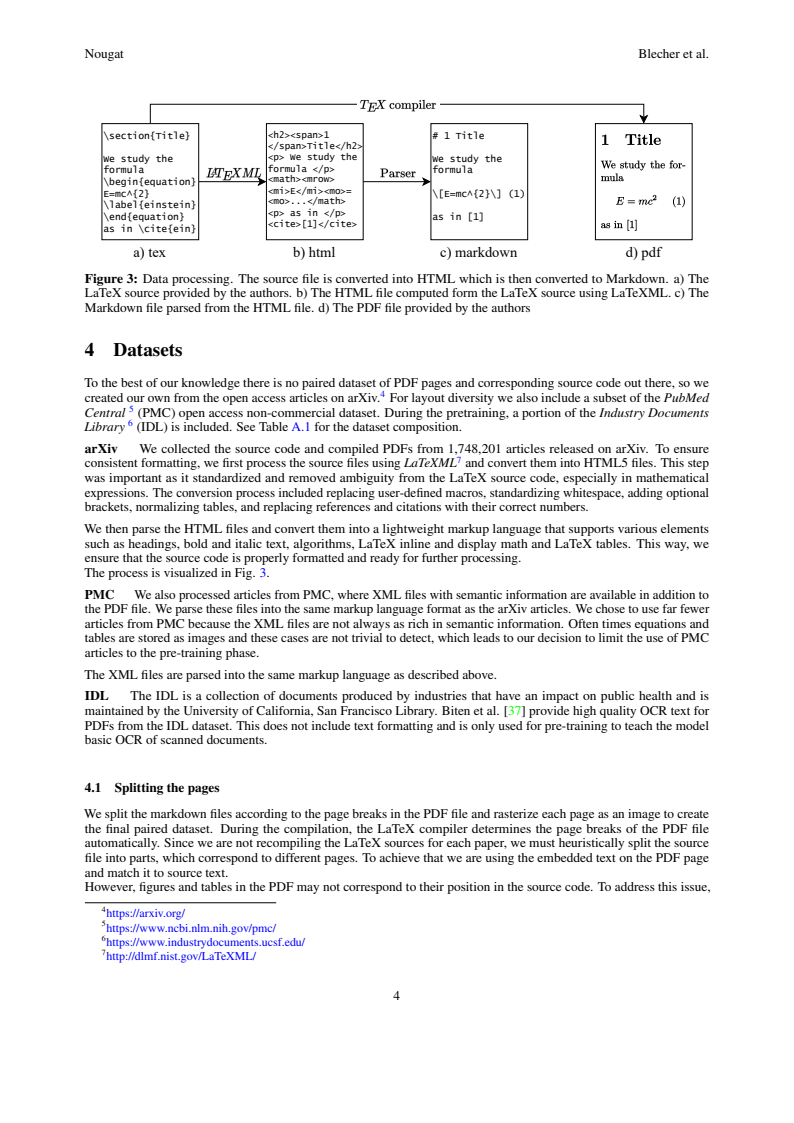 Nougat
Blecher et al.
TEX compiler
\section{Title}
We study the
formula
\begin{equation}
E=mc^{2}
\label{einstein}
\end{equation}
as in \cite{ein}
LATEXML
<h2><span>1
</span>Title</h2>
<p> We study the
formula </p>
<math><mrow>
<mi>E</mi><mo>=
<mo>...</math>
<p> as in </p>
<cite>[1]</cite>
Parser
# 1 Title
We study the
formula
\[E=mc^{2}\] (1)
as in [1]
1 Title
We study the for-
mula
E = mc² (1)
as in [1]
a) tex
b) html
c) markdown
d) pdf
Figure 3: Data processing. The source file is converted into HTML which is then converted to Markdown. a) The
LaTeX source provided by the authors. b) The HTML file computed form the LaTeX source using LaTeXML. c) The
Markdown file parsed from the HTML file. d) The PDF file provided by the authors
4 Datasets
To the best of our knowledge there is no paired dataset of PDF pages and corresponding source code out there, so we
created our own from the open access articles on arXiv.⁴ For layout diversity we also include a subset of the PubMed
Central ⁵ (PMC) open access non-commercial dataset. During the pretraining, a portion of the Industry Documents
Library ⁶ (IDL) is included. See Table A.1 for the dataset composition.
arXiv We collected the source code and compiled PDFs from 1,748,201 articles released on arXiv. To ensure
consistent formatting, we first process the source files using LaTeXML⁷ and convert them into HTML5 files. This step
was important as it standardized and removed ambiguity from the LaTeX source code, especially in mathematical
expressions. The conversion process included replacing user-defined macros, standardizing whitespace, adding optional
brackets, normalizing tables, and replacing references and citations with their correct numbers.
We then parse the HTML files and convert them into a lightweight markup language that supports various elements
such as headings, bold and italic text, algorithms, LaTeX inline and display math and LaTeX tables. This way, we
ensure that the source code is properly formatted and ready for further processing.
The process is visualized in Fig. 3.
PMC We also processed articles from PMC, where XML files with semantic information are available in addition to
the PDF file. We parse these files into the same markup language format as the arXiv articles. We chose to use far fewer
articles from PMC because the XML files are not always as rich in semantic information. Often times equations and
tables are stored as images and these cases are not trivial to detect, which leads to our decision to limit the use of PMC
articles to the pre-training phase.
The XML files are parsed into the same markup language as described above.
IDL The IDL is a collection of documents produced by industries that have an impact on public health and is
maintained by the University of California, San Francisco Library. Biten et al. [37] provide high quality OCR text for
PDFs from the IDL dataset. This does not include text formatting and is only used for pre-training to teach the model
basic OCR of scanned documents.
4.1 Splitting the pages
We split the markdown files according to the page breaks in the PDF file and rasterize each page as an image to create
the final paired dataset. During the compilation, the LaTeX compiler determines the page breaks of the PDF file
automatically. Since we are not recompiling the LaTeX sources for each paper, we must heuristically split the source
file into parts, which correspond to different pages. To achieve that we are using the embedded text on the PDF page
and match it to source text.
However, figures and tables in the PDF may not correspond to their position in the source code. To address this issue,
⁴https://arxiv.org/
⁵https://www.ncbi.nlm.nih.gov/pmc/
⁶https://www.industrydocuments.ucsf.edu/
⁷http://dlmf.nist.gov/LaTeXML/
4